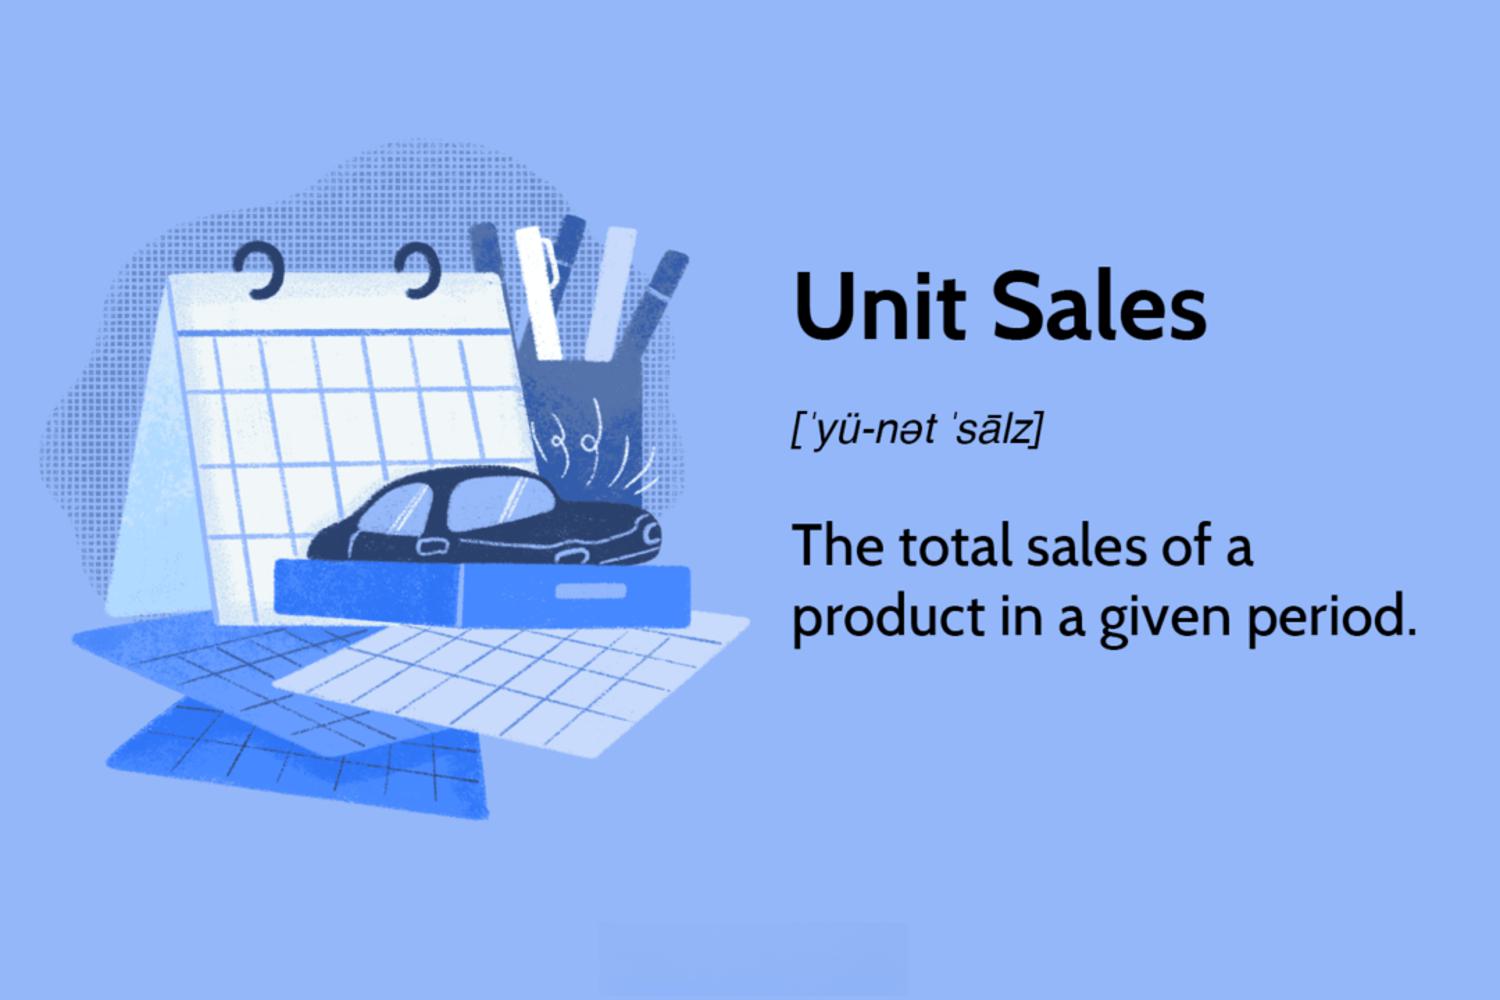 Unit Sales
[ˈyü-nət ˈsālz]
The total sales of a
product in a given period.